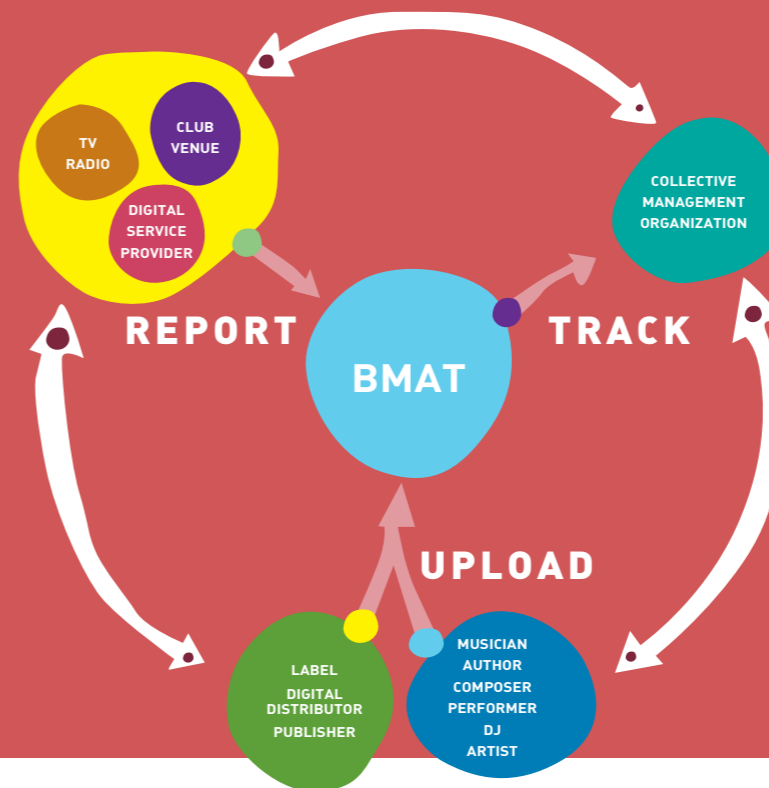 TV
RADIO
CLUB
VENUE
DIGITAL
SERVICE
PROVIDER
COLLECTIVE
MANAGEMENT
ORGANIZATION
REPORT
TRACK
BMAT
UPLOAD
LABEL
DIGITAL
DISTRIBUTOR
PUBLISHER
MUSICIAN
AUTHOR
COMPOSER
PERFORMER
DJ
ARTIST